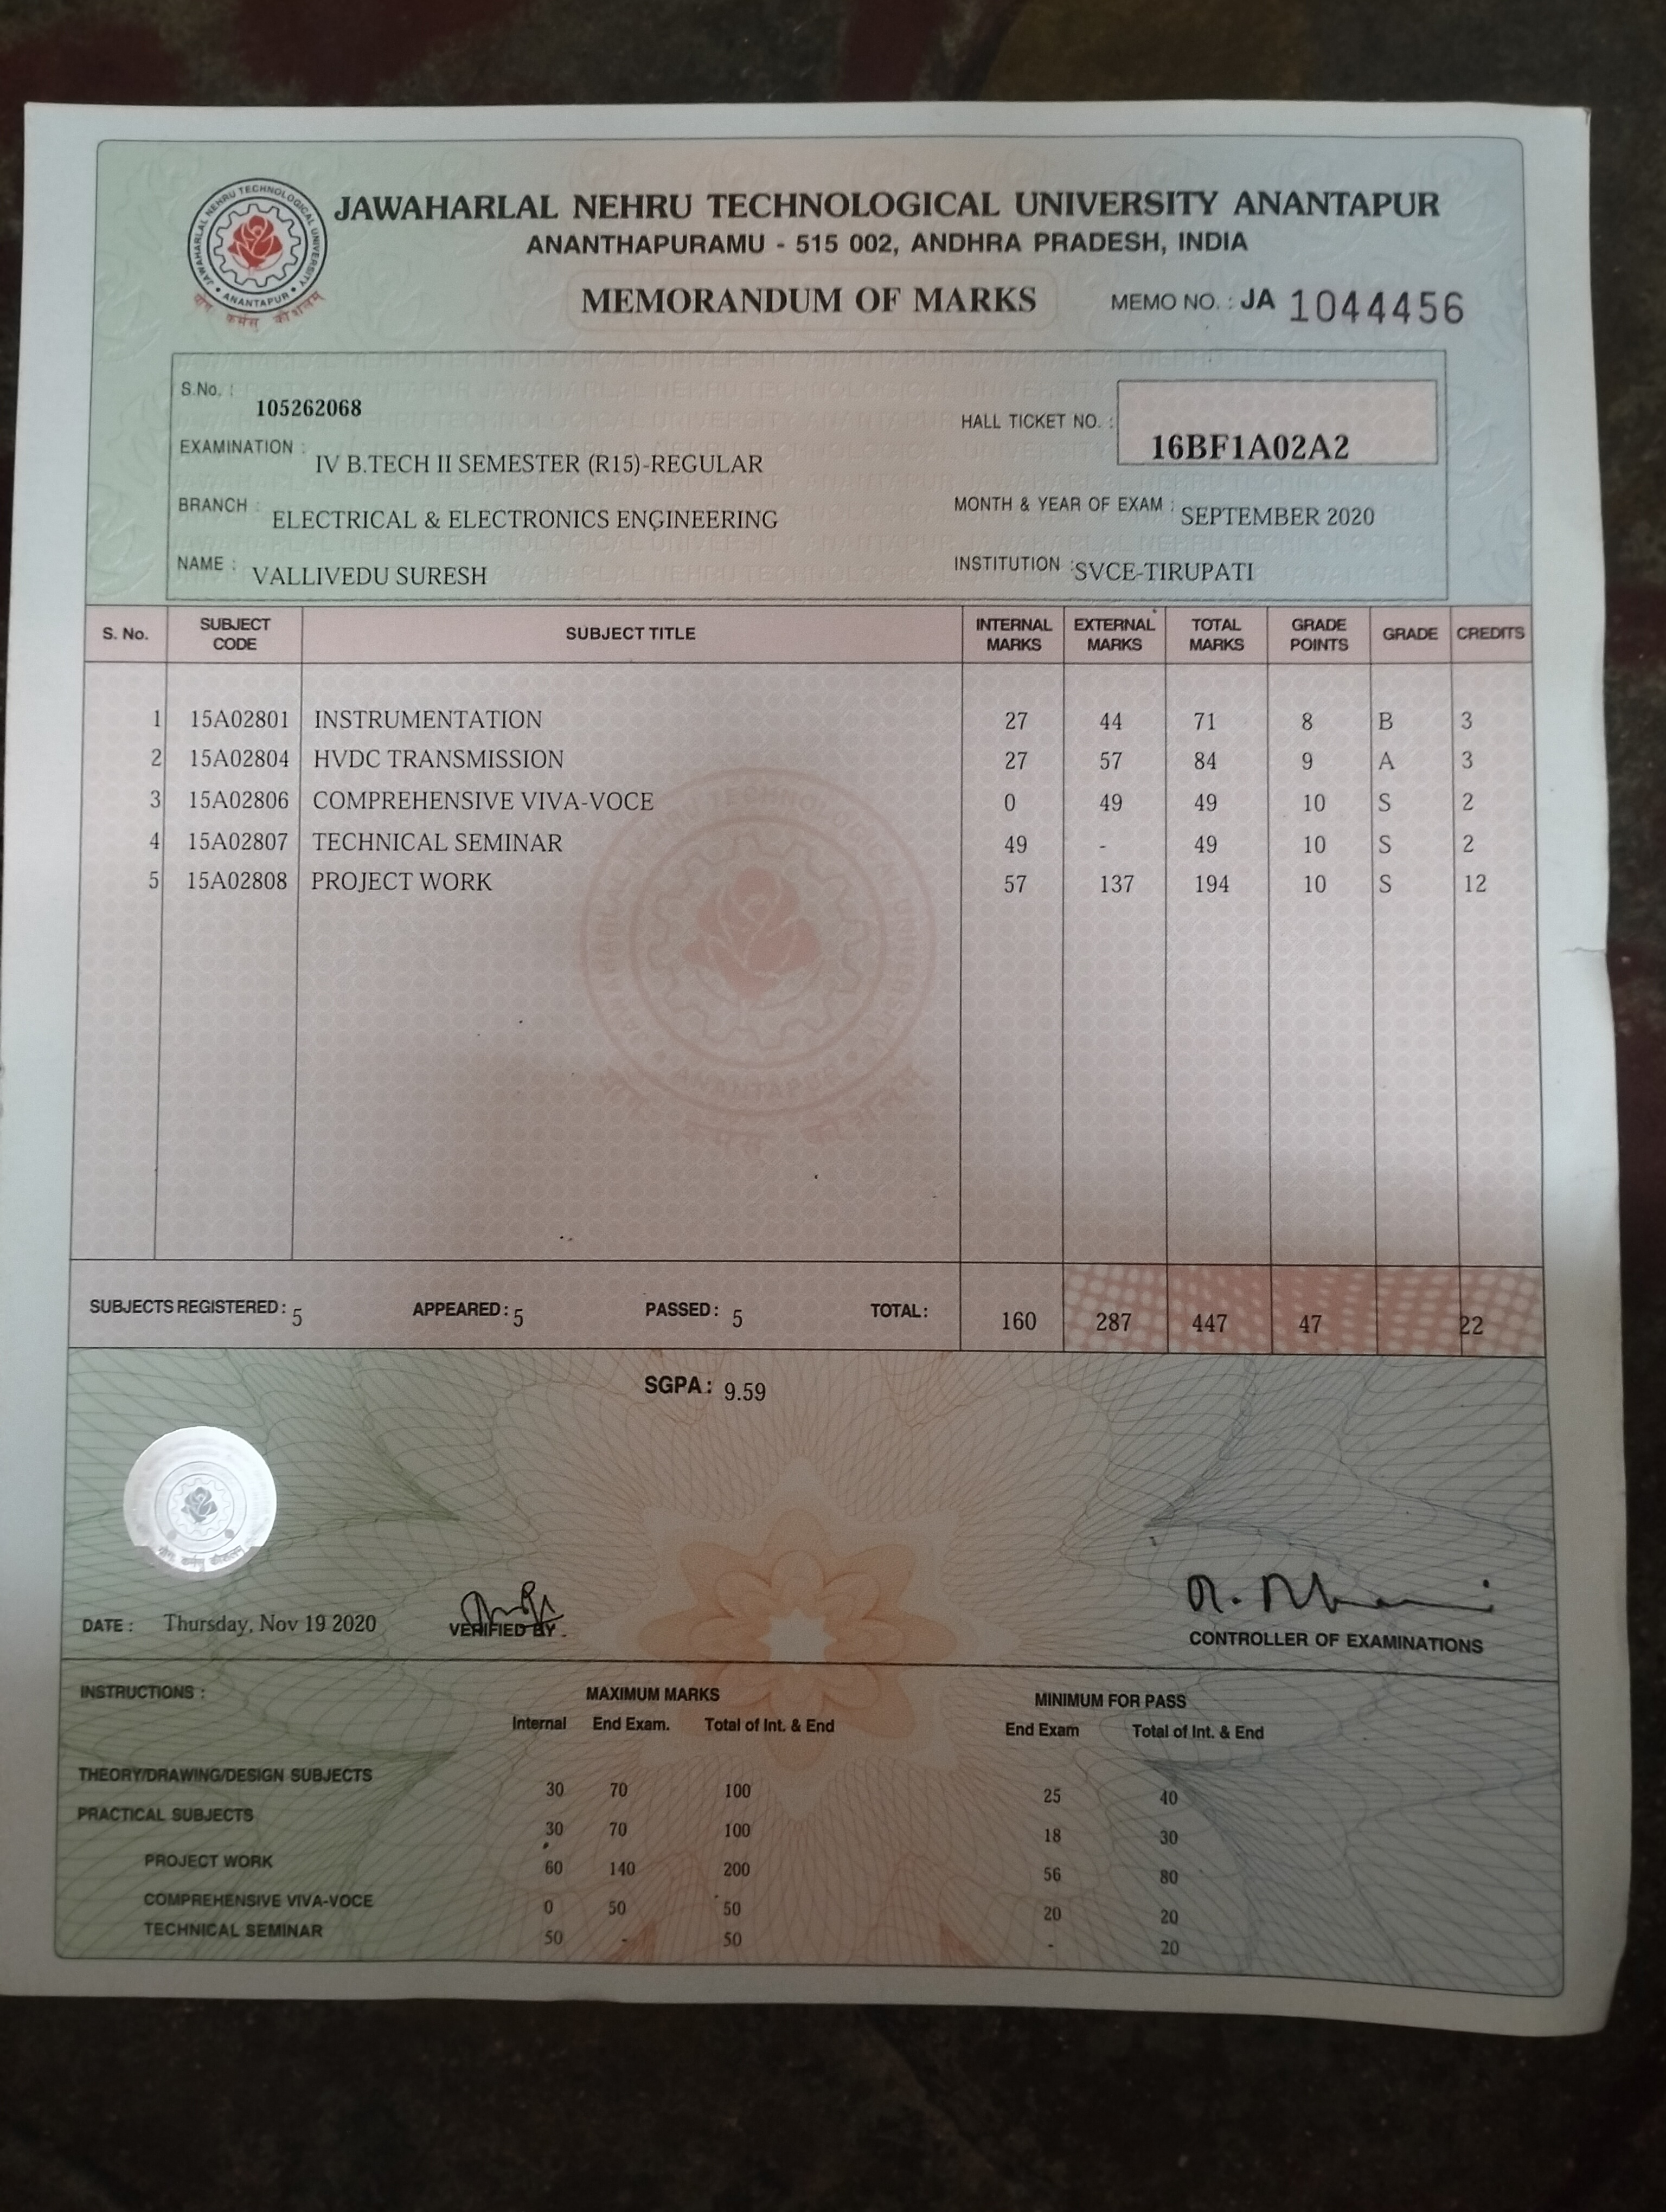 JAWAHARLAL NEHRU TECHNOLOGICAL UNIVERSITY ANANTAPUR
ANANTHAPURAMU - 515 002, ANDHRA PRADESH, INDIA
JAWAHARLAL NEHRU TECHNOLOGICAL UNIVERSITY • ANANTAPUR •
योगः कर्मसु कौशलम्
MEMORANDUM OF MARKS MEMO NO. : JA 1044456
S.No. : 105262068
HALL TICKET NO. : 16BF1A02A2
EXAMINATION : IV B.TECH II SEMESTER (R15)-REGULAR
BRANCH : ELECTRICAL & ELECTRONICS ENGINEERING MONTH & YEAR OF EXAM : SEPTEMBER 2020
NAME : VALLIVEDU SURESH INSTITUTION : SVCE-TIRUPATI
S. No. SUBJECT CODE SUBJECT TITLE INTERNAL MARKS EXTERNAL MARKS TOTAL MARKS GRADE POINTS GRADE CREDITS
1 15A02801 INSTRUMENTATION 27 44 71 8 B 3
2 15A02804 HVDC TRANSMISSION 27 57 84 9 A 3
3 15A02806 COMPREHENSIVE VIVA-VOCE 0 49 49 10 S 2
4 15A02807 TECHNICAL SEMINAR 49 - 49 10 S 2
5 15A02808 PROJECT WORK 57 137 194 10 S 12
SUBJECTS REGISTERED : 5 APPEARED : 5 PASSED : 5 TOTAL : 160 287 447 47 22
SGPA : 9.59
DATE : Thursday, Nov 19 2020 VERIFIED BY CONTROLLER OF EXAMINATIONS
INSTRUCTIONS : MAXIMUM MARKS MINIMUM FOR PASS
Internal End Exam. Total of Int. & End End Exam Total of Int. & End
THEORY/DRAWING/DESIGN SUBJECTS 30 70 100 25 40
PRACTICAL SUBJECTS 30 70 100 18 30
PROJECT WORK 60 140 200 56 80
COMPREHENSIVE VIVA-VOCE 0 50 50 20 20
TECHNICAL SEMINAR 50 - 50 - 20